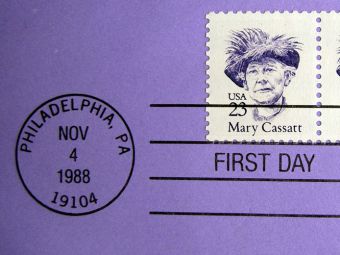 PHILADELPHIA, PA
NOV
4
1988
19104
USA
23
Mary Cassatt
FIRST DAY